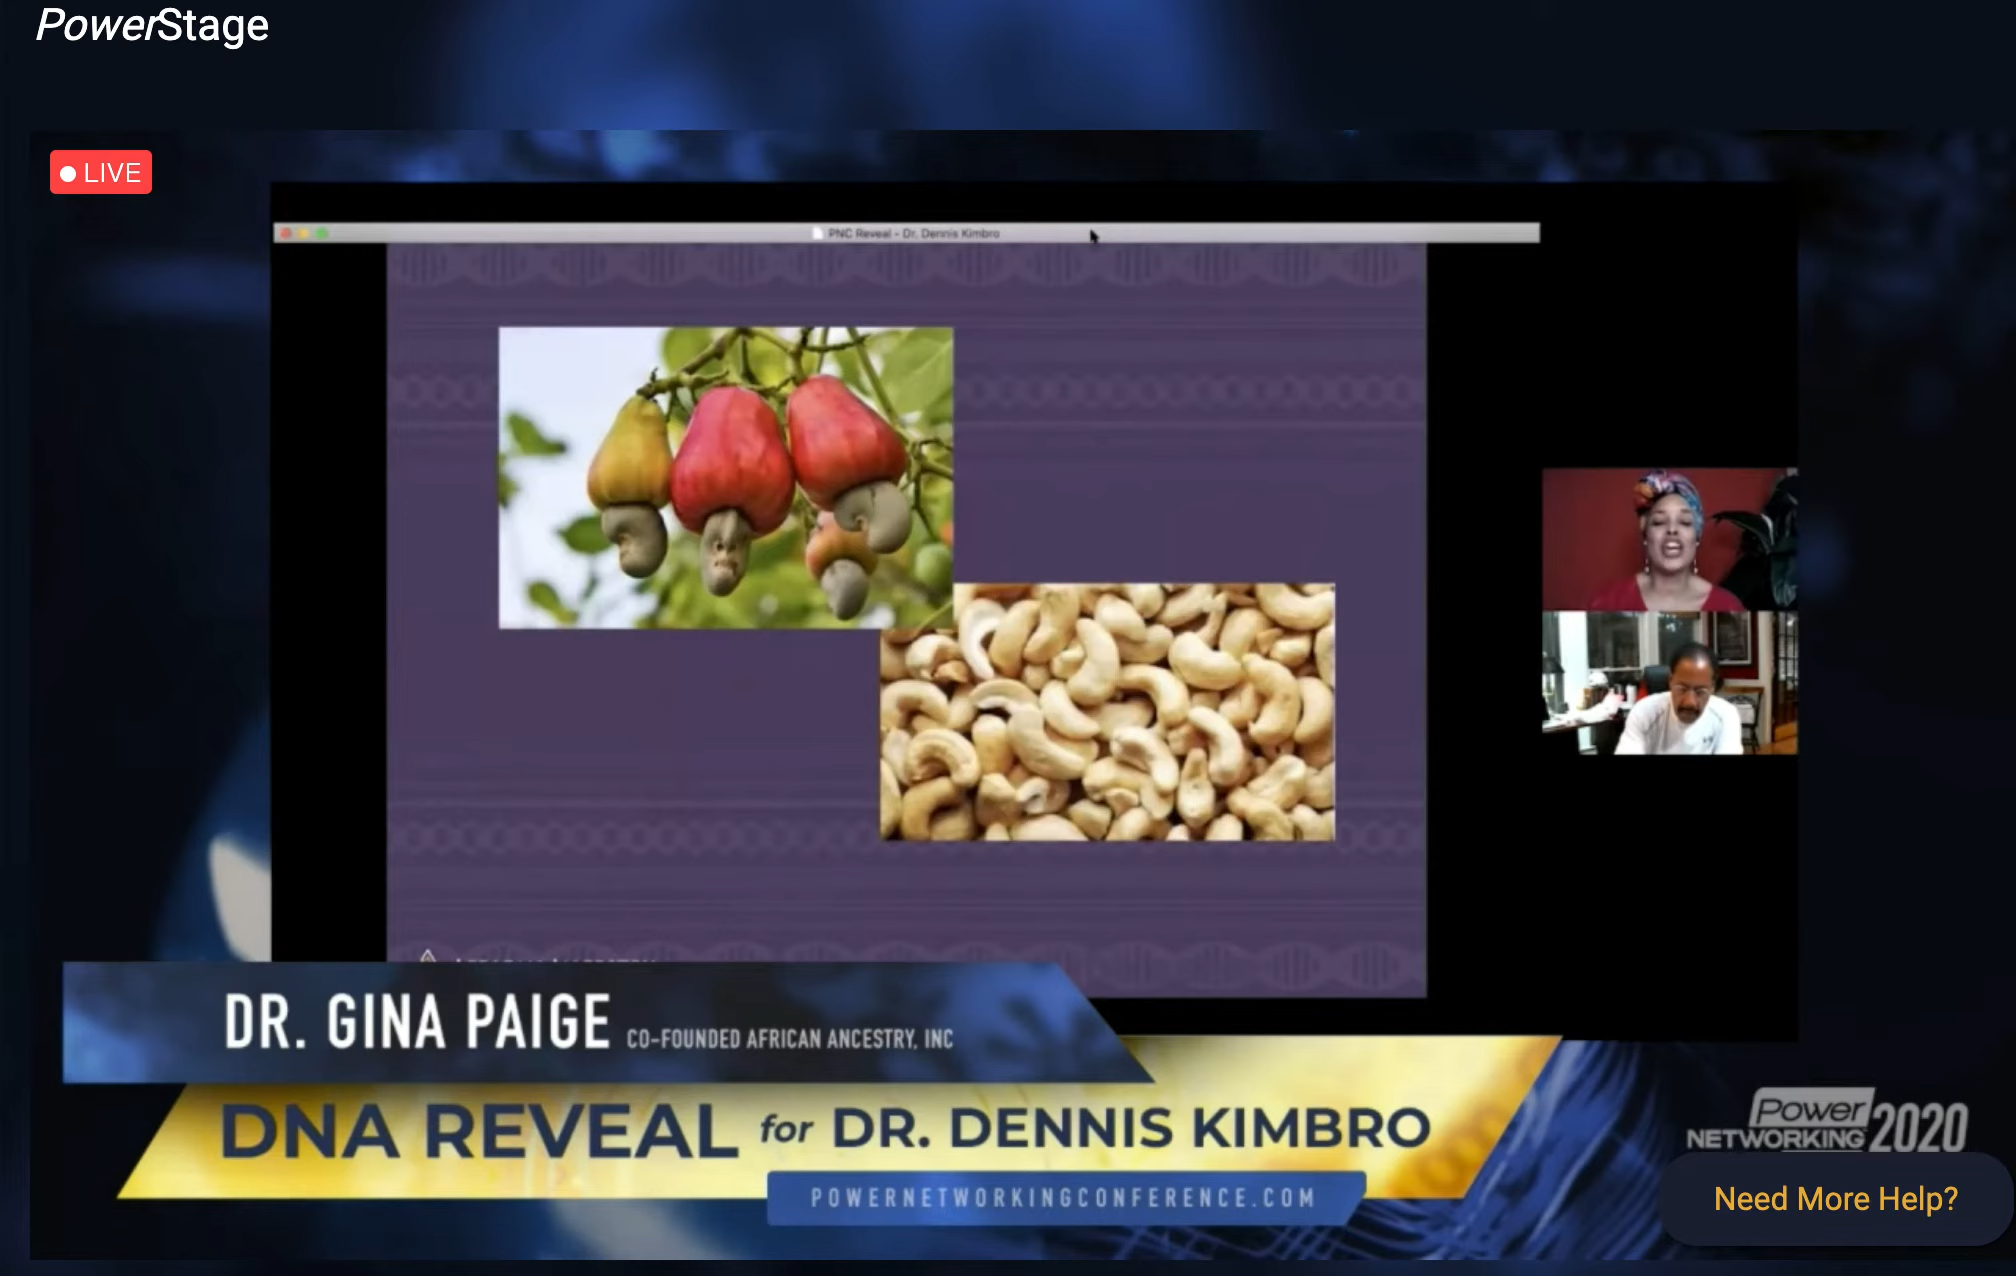 PowerStage
LIVE
PNC Reveal - Dr. Dennis Kimbro
DR. GINA PAIGE CO-FOUNDED AFRICAN ANCESTRY, INC
DNA REVEAL for DR. DENNIS KIMBRO
POWERNETWORKINGCONFERENCE.COM
Power
NETWORKING 2020
Need More Help?